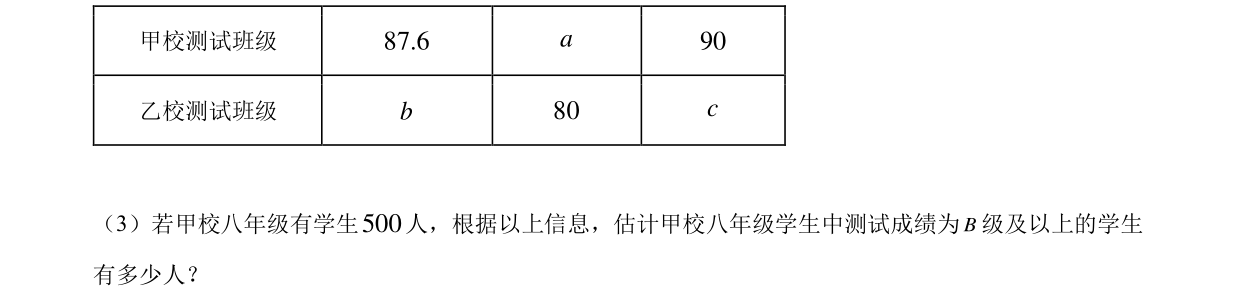 甲校测试班级 87.6 a 90
乙校测试班级 b 80 c
（3）若甲校八年级有学生500人，根据以上信息，估计甲校八年级学生中测试成绩为B级及以上的学生
有多少人？